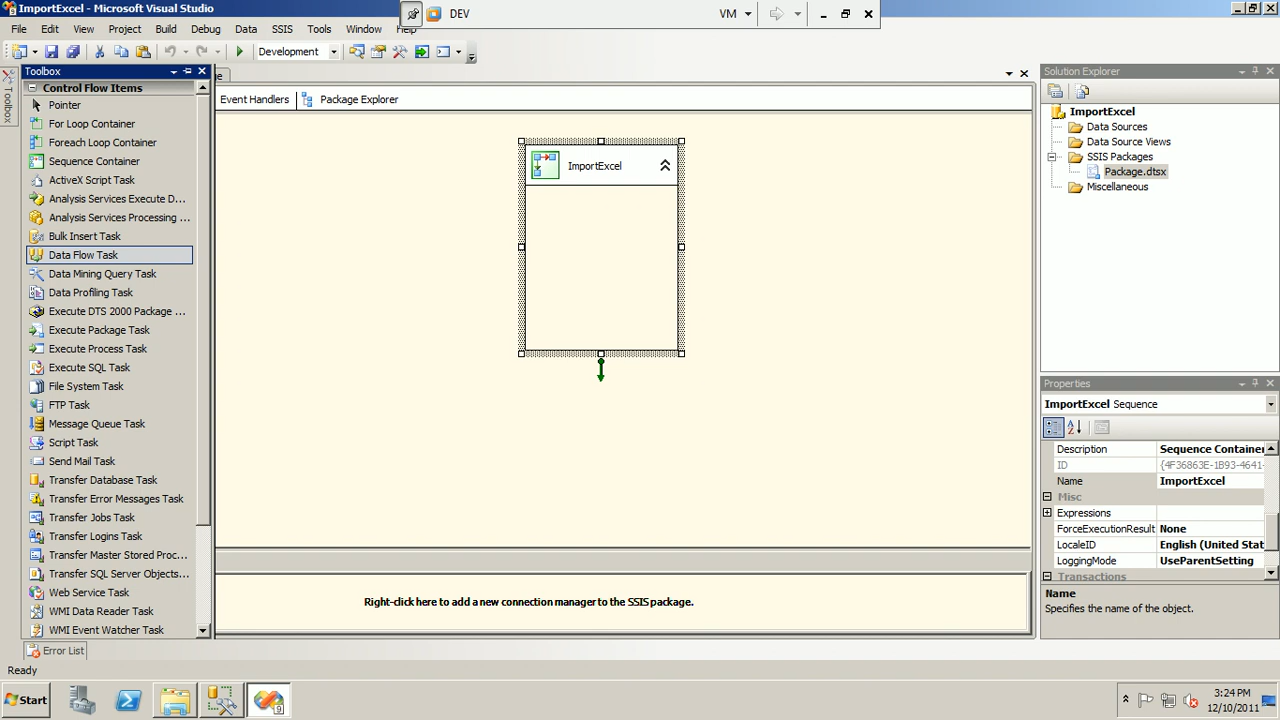 ImportExcel - Microsoft Visual Studio
DEV
VM
File Edit View Project Build Debug Data SSIS Tools Window Help
Development
Toolbox
Toolbox
Control Flow Items
Pointer
For Loop Container
Foreach Loop Container
Sequence Container
ActiveX Script Task
Analysis Services Execute D...
Analysis Services Processing ...
Bulk Insert Task
Data Flow Task
Data Mining Query Task
Data Profiling Task
Execute DTS 2000 Package ...
Execute Package Task
Execute Process Task
Execute SQL Task
File System Task
FTP Task
Message Queue Task
Script Task
Send Mail Task
Transfer Database Task
Transfer Error Messages Task
Transfer Jobs Task
Transfer Logins Task
Transfer Master Stored Proc...
Transfer SQL Server Objects...
Web Service Task
WMI Data Reader Task
WMI Event Watcher Task
Event Handlers
Package Explorer
ImportExcel
Right-click here to add a new connection manager to the SSIS package.
Solution Explorer
ImportExcel
Data Sources
Data Source Views
SSIS Packages
Package.dtsx
Miscellaneous
Properties
ImportExcel Sequence
Description Sequence Container
ID {4F36863E-1B93-4641-
Name ImportExcel
Misc
Expressions
ForceExecutionResult None
LocaleID English (United Stat
LoggingMode UseParentSetting
Transactions
Name
Specifies the name of the object.
Error List
Ready
Start
3:24 PM
12/10/2011